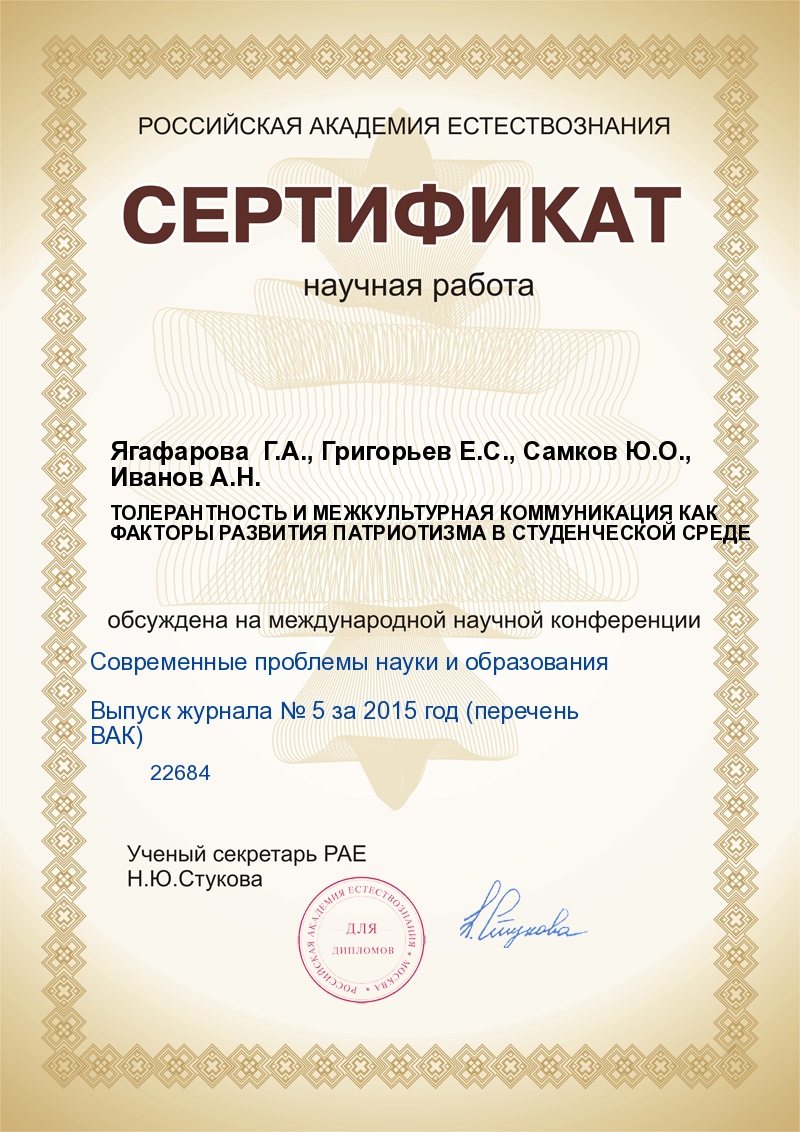 РОССИЙСКАЯ АКАДЕМИЯ ЕСТЕСТВОЗНАНИЯ
СЕРТИФИКАТ
научная работа
Ягафарова  Г.А., Григорьев Е.С., Самков Ю.О.,
Иванов А.Н.
ТОЛЕРАНТНОСТЬ И МЕЖКУЛЬТУРНАЯ КОММУНИКАЦИЯ КАК
ФАКТОРЫ РАЗВИТИЯ ПАТРИОТИЗМА В СТУДЕНЧЕСКОЙ СРЕДЕ
обсуждена на международной научной конференции
Современные проблемы науки и образования
Выпуск журнала № 5 за 2015 год (перечень
ВАК)
22684
Ученый секретарь РАЕ
Н.Ю.Стукова
РОССИЙСКАЯ АКАДЕМИЯ ЕСТЕСТВОЗНАНИЯ * МОСКВА *
ДЛЯ
ДИПЛОМОВ
Н.Стукова